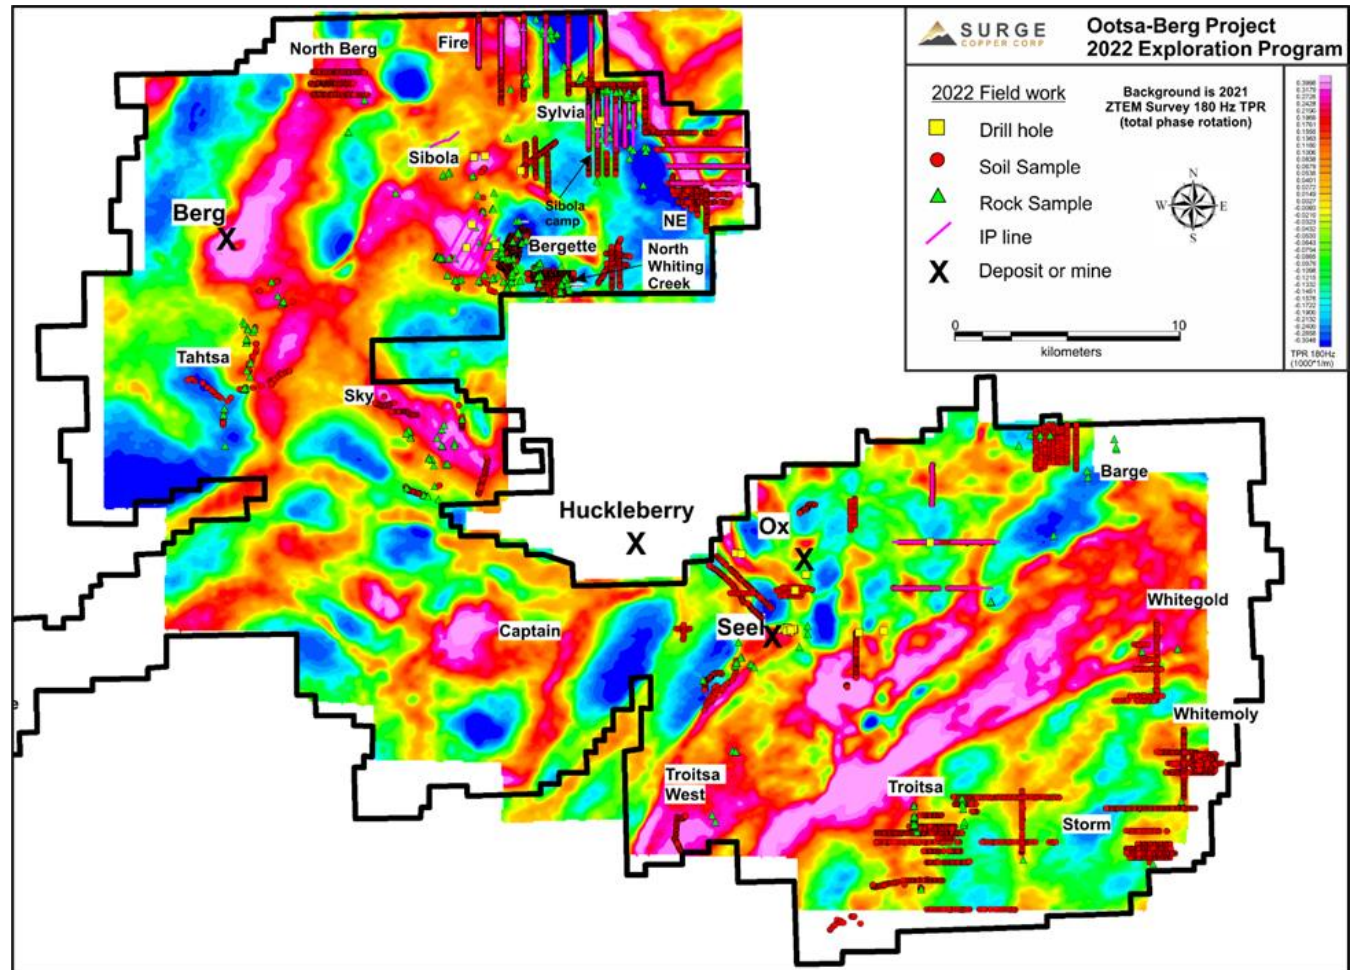 SURGE
COPPER CORP
Ootsa-Berg Project
2022 Exploration Program
2022 Field work
Drill hole
Soil Sample
Rock Sample
IP line
Deposit or mine
Background is 2021
ZTEM Survey 180 Hz TPR
(total phase rotation)
N
W
E
S
0
10
kilometers
TPR 180Hz
(1000*1/m)
North Berg
Fire
Sylvia
Sibola
Sibola
camp
NE
Berg
X
Bergette
North
Whiting
Creek
Tahtsa
Sky
Huckleberry
X
Ox
X
Barge
Captain
Seel
X
Whitegold
Whitemoly
Troitsa
West
Troitsa
Storm
e